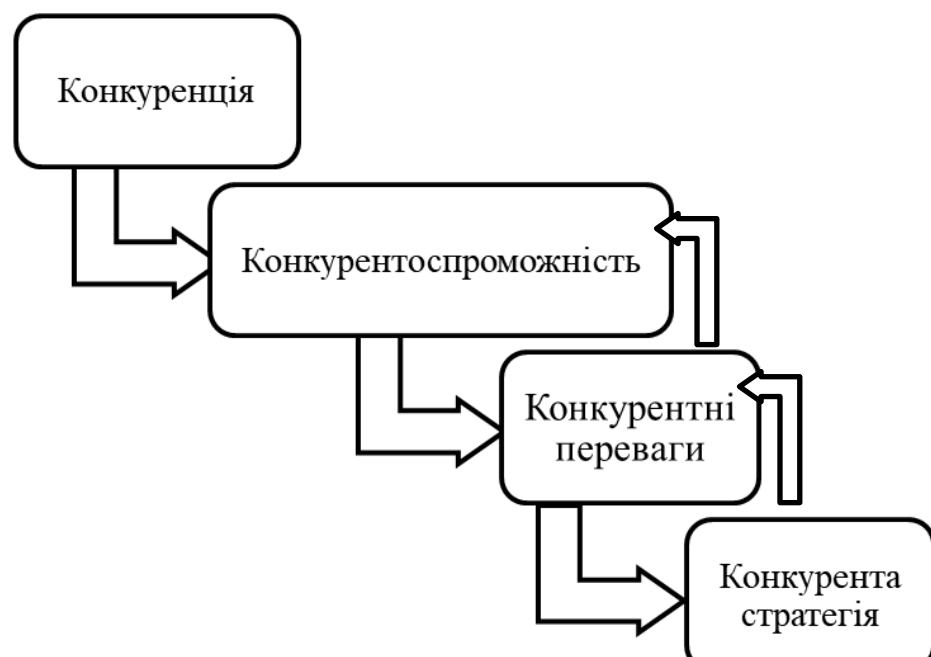 Конкуренція
Конкурентоспроможність
Конкурентні
переваги
Конкурента
стратегія